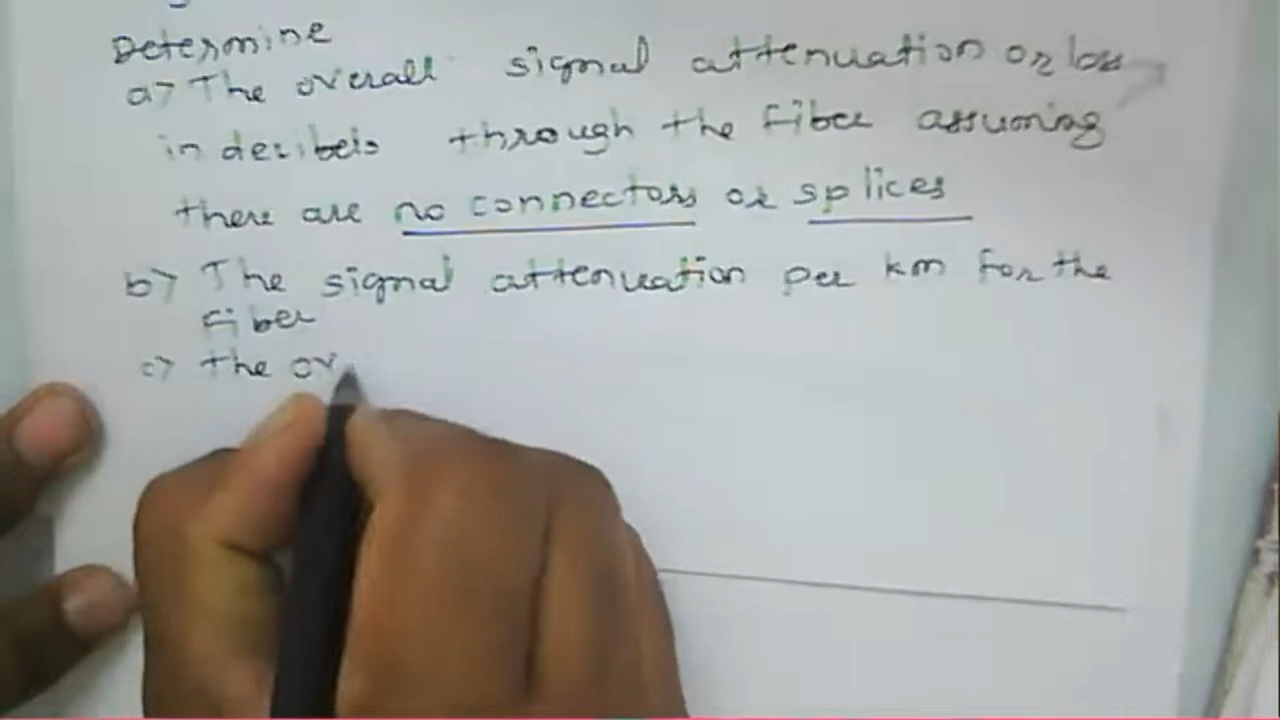 Determine
a) The overall signal attenuation or loss
in decibels through the fiber assuming
there are no connectors or splices
b) The signal attenuation per km for the
fiber
c) the ov